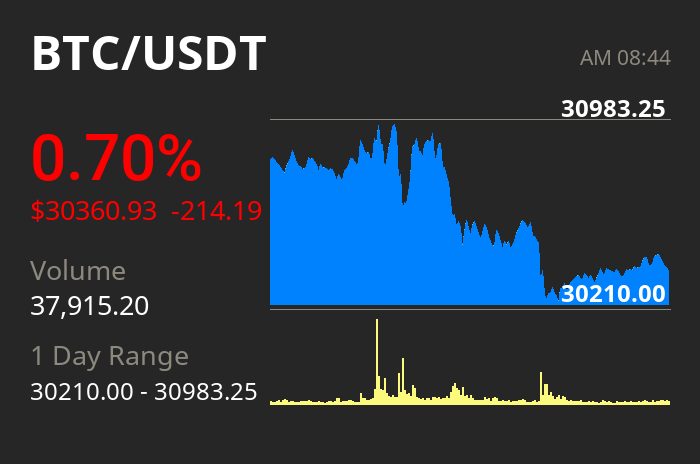 BTC/USDT
AM 08:44
30983.25
0.70%
$30360.93 -214.19
Volume
37,915.20
30210.00
1 Day Range
30210.00 - 30983.25